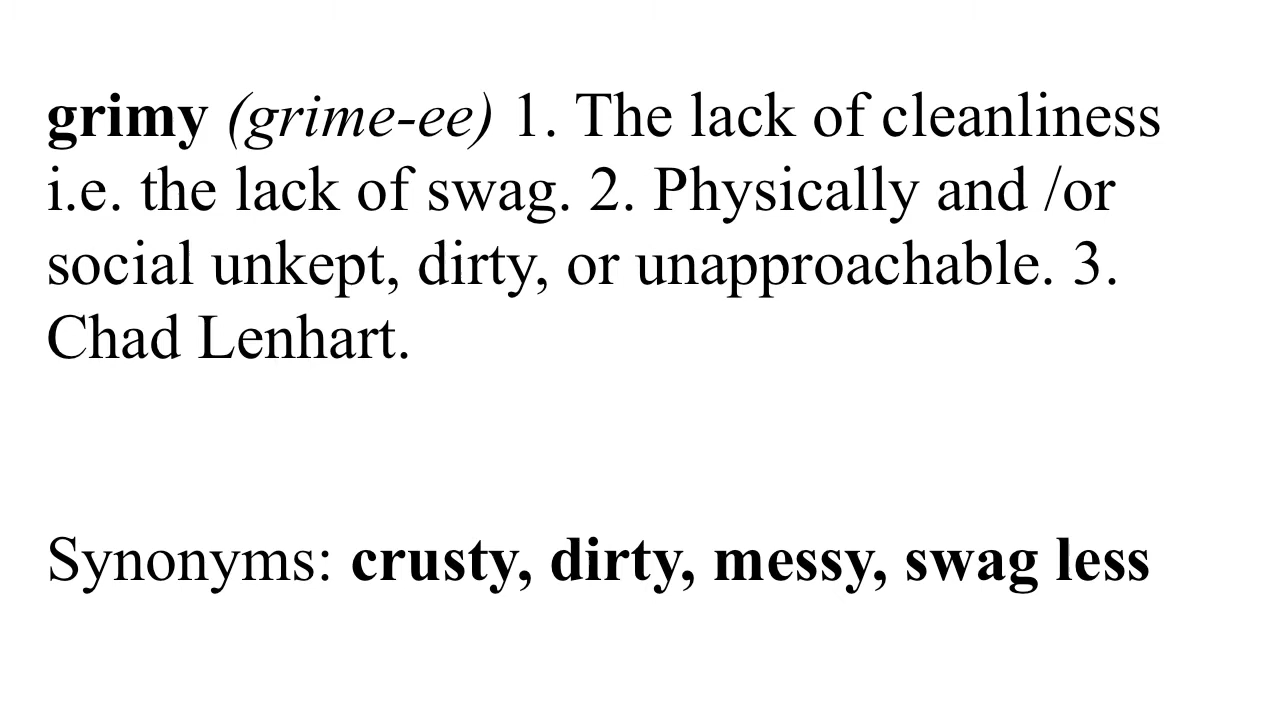 grimy (grime-ee) 1. The lack of cleanliness
i.e. the lack of swag. 2. Physically and /or
social unkept, dirty, or unapproachable. 3.
Chad Lenhart.
Synonyms: crusty, dirty, messy, swag less